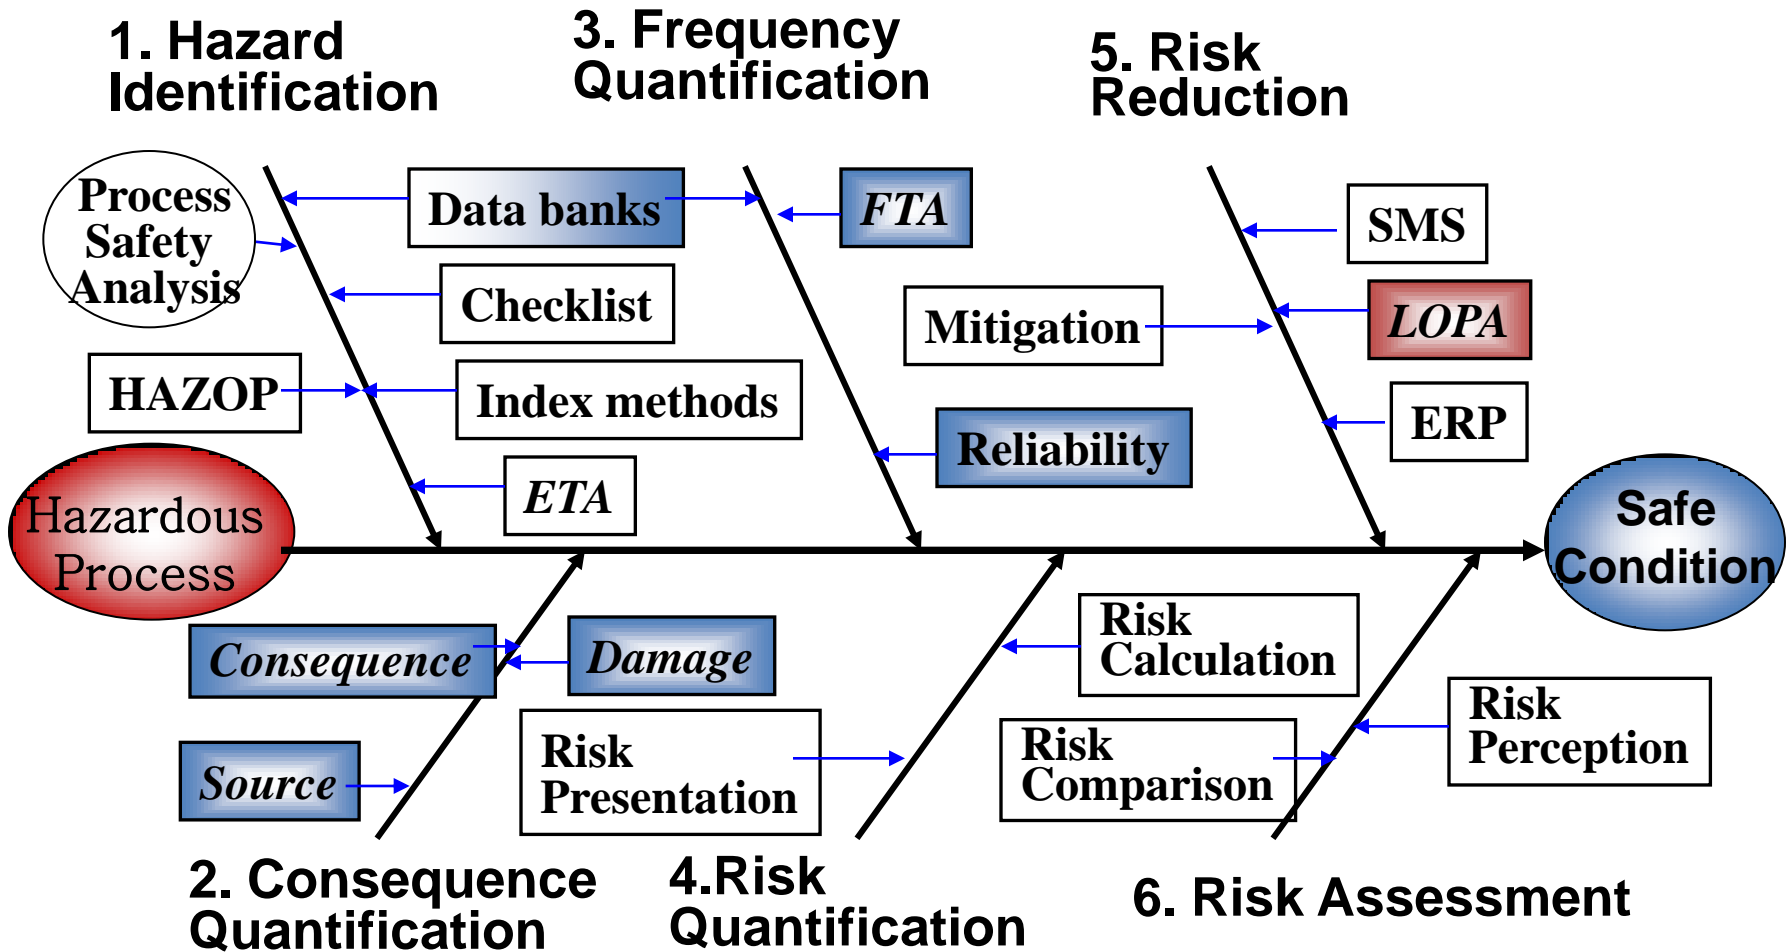 1. Hazard
Identification
3. Frequency
Quantification
5. Risk
Reduction
Process
Safety
Analysis
Data banks
FTA
SMS
Checklist
Mitigation
LOPA
HAZOP
Index methods
Reliability
ERP
ETA
Hazardous
Process
Safe
Condition
Consequence
Damage
Risk
Calculation
Source
Risk
Presentation
Risk
Comparison
Risk
Perception
2. Consequence
Quantification
4.Risk
Quantification
6. Risk Assessment